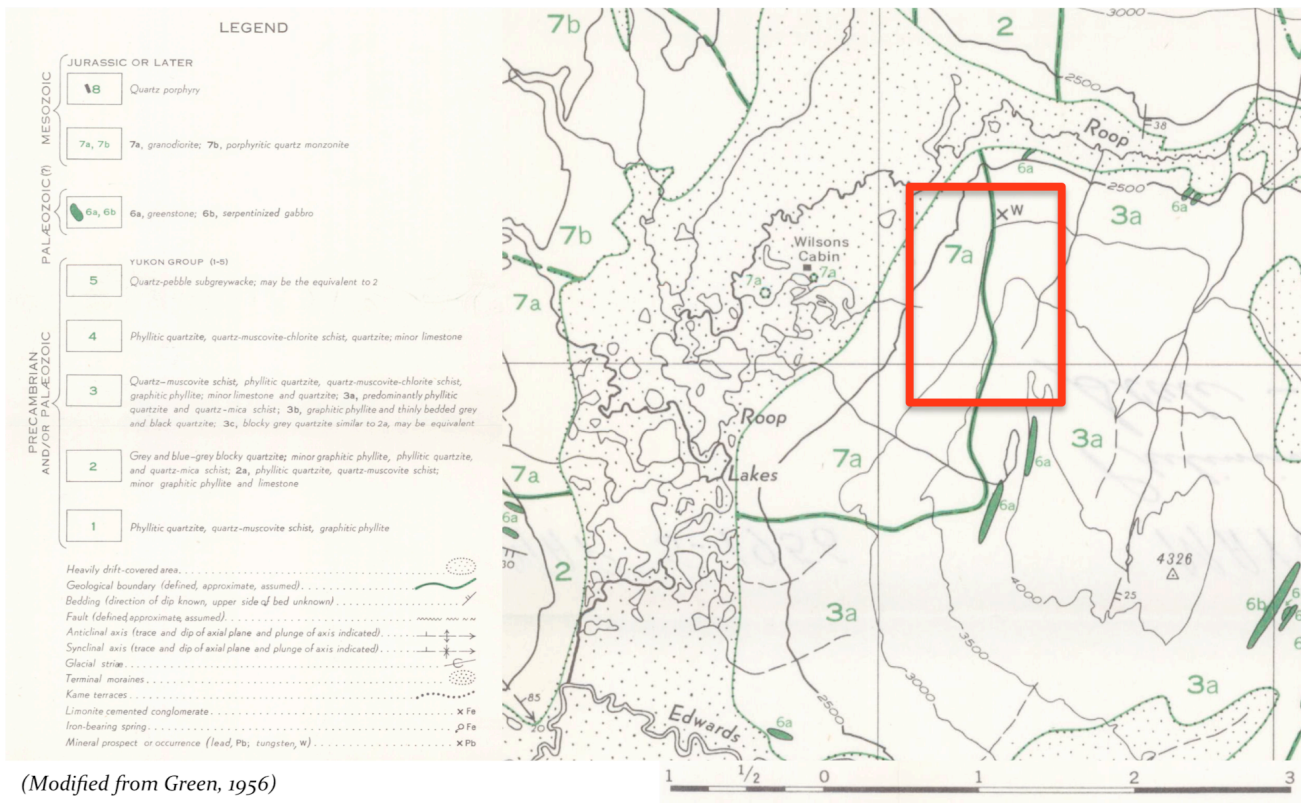 LEGEND
MESOZOIC
JURASSIC OR LATER
8 Quartz porphyry
7a, 7b 7a, granodiorite; 7b, porphyritic quartz monzonite
PALÆOZOIC(?)
6a, 6b 6a, greenstone; 6b, serpentinized gabbro
PRECAMBRIAN
AND/OR PALÆOZOIC
YUKON GROUP (1-5)
5 Quartz-pebble subgreywacke; may be the equivalent to 2
4 Phyllitic quartzite, quartz-muscovite-chlorite schist, quartzite; minor limestone
3 Quartz-muscovite schist, phyllitic quartzite, quartz-muscovite-chlorite schist,
graphitic phyllite; minor limestone and quartzite; 3a, predominantly phyllitic
quartzite and quartz-mica schist; 3b, graphitic phyllite and thinly bedded grey
and black quartzite; 3c, blocky grey quartzite similar to 2a, may be equivalent
2 Grey and blue-grey blocky quartzite; minor graphitic phyllite, phyllitic quartzite,
and quartz-mica schist; 2a, phyllitic quartzite, quartz-muscovite schist;
minor graphitic phyllite and limestone
1 Phyllitic quartzite, quartz-muscovite schist, graphitic phyllite
Heavily drift-covered area
Geological boundary (defined, approximate, assumed)
Bedding (direction of dip known, upper side of bed unknown)
Fault (defined, approximate, assumed)
Anticlinal axis (trace and dip of axial plane and plunge of axis indicated)
Synclinal axis (trace and dip of axial plane and plunge of axis indicated)
Glacial striæ
Terminal moraines
Kame terraces
Limonite cemented conglomerate x Fe
Iron-bearing spring o Fe
Mineral prospect or occurrence (lead, Pb; tungsten, W) x Pb
(Modified from Green, 1956)
7b
2
3000
2500
38
Roop
6a
2500
6a
3a
W
7b
7a
Wilsons
Cabin
7a
7a
7a
Roop
Lakes
7a
3a
6a
7a
6a
6a
2
4326
4000
25
6b
3a
3500
3000
2500
3a
85
Edwards
6a
1 1/2 0 1 2 3